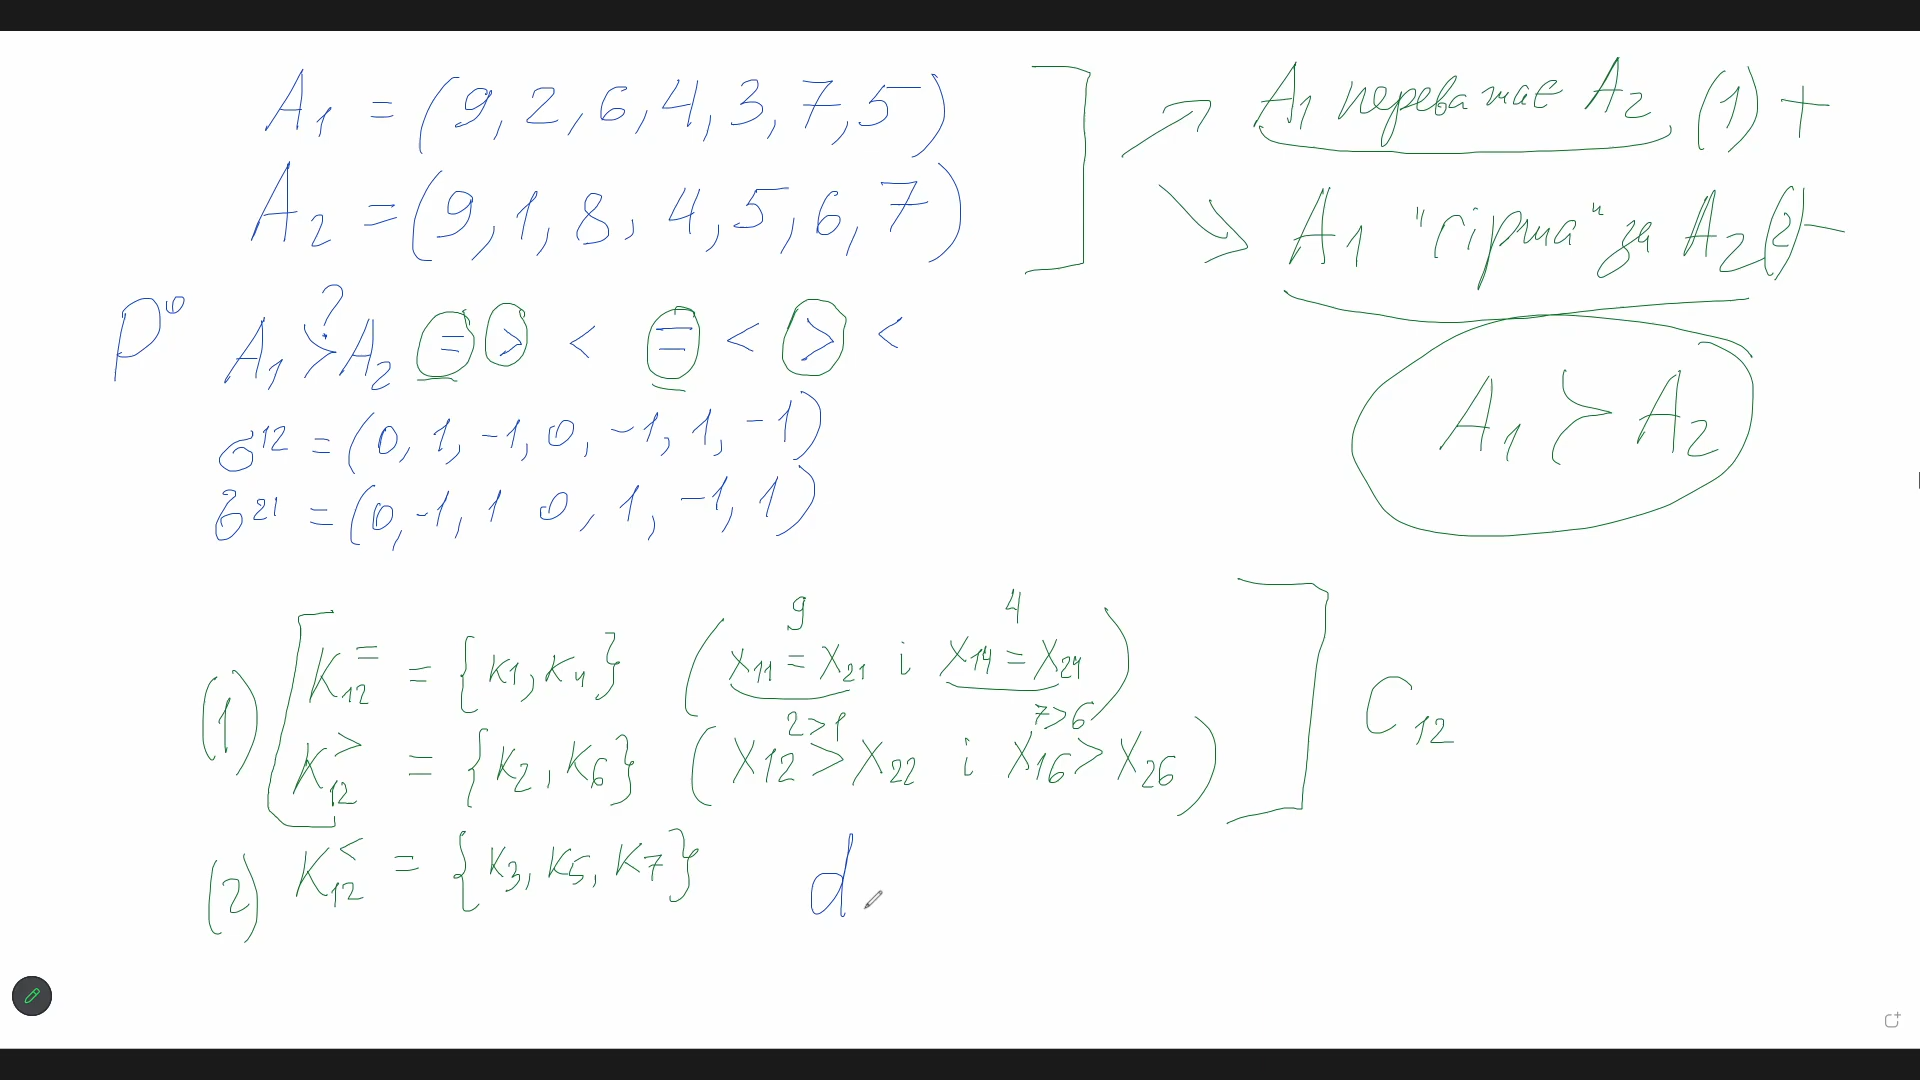 A1 = (9, 2, 6, 4, 3, 7, 5)
A2 = (9, 1, 8, 4, 5, 6, 7)
A1 переважає A2 (1) +
A1 "гірша" за A2 (2) –
?
P⁰ A1 ≻ A2 = > < = < > <
A1 ≻ A2
σ¹² = (0, 1, -1, 0, -1, 1, -1)
σ²¹ = (0, -1, 1 0, 1, -1, 1)
9 4
(1) K₁₂⁼ = {K1, K4} (X11 = X21 і X14 = X24)
2>1 7>6
K₁₂^> = {K2, K6} (X12 > X22 і X16 > X26)
C12
(2) K₁₂^< = {K3, K5, K7} d